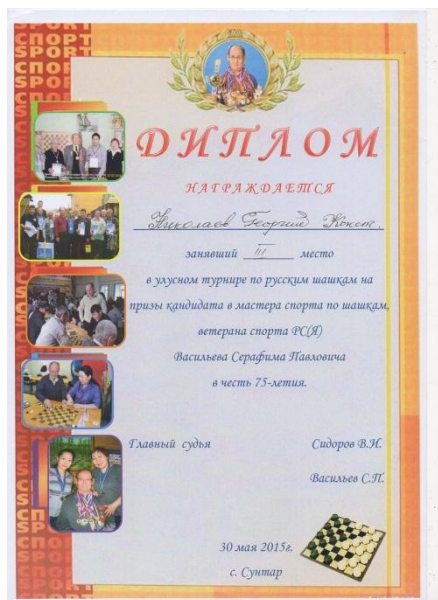 ДИПЛОМ
НАГРАЖДАЕТСЯ
Николаев Георгий Конст.
занявший III место
в улусном турнире по русским шашкам на
призы кандидата в мастера спорта по шашкам,
ветерана спорта РС(Я)
Васильева Серафима Павловича
в честь 75-летия.
Главный судья Сидоров В.И.
Васильев С.П.
30 мая 2015г.
с. Сунтар